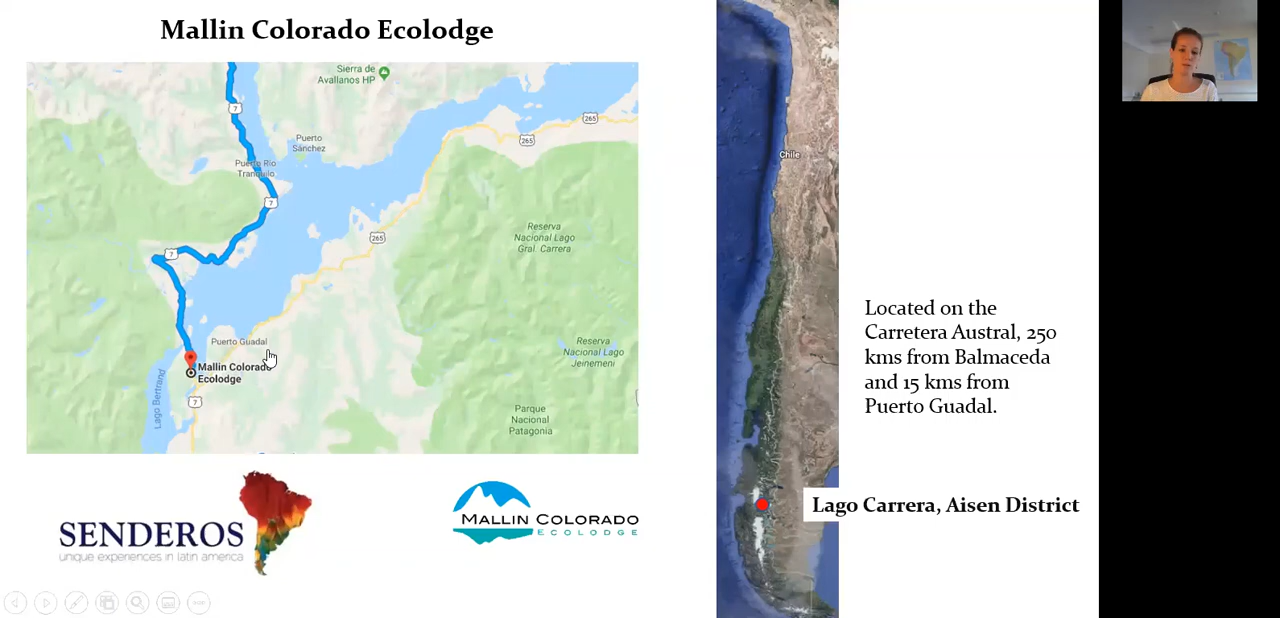 Mallin Colorado Ecolodge
Sierra de
Avallanos HP
265
7
265
Puerto
Sánchez
Puerto Río
Tranquilo
7
265
7
Reserva
Nacional Lago
Gral. Carrera
Puerto Guadal
Reserva
Nacional Lago
Jeinemeni
Mallin Colorado
Ecolodge
Lago Bertrand
7
Parque
Nacional
Patagonia
SENDEROS
unique experiences in latin america
MALLIN COLORADO
ECOLODGE
Chile
Located on the
Carretera Austral, 250
kms from Balmaceda
and 15 kms from
Puerto Guadal.
Lago Carrera, Aisen District